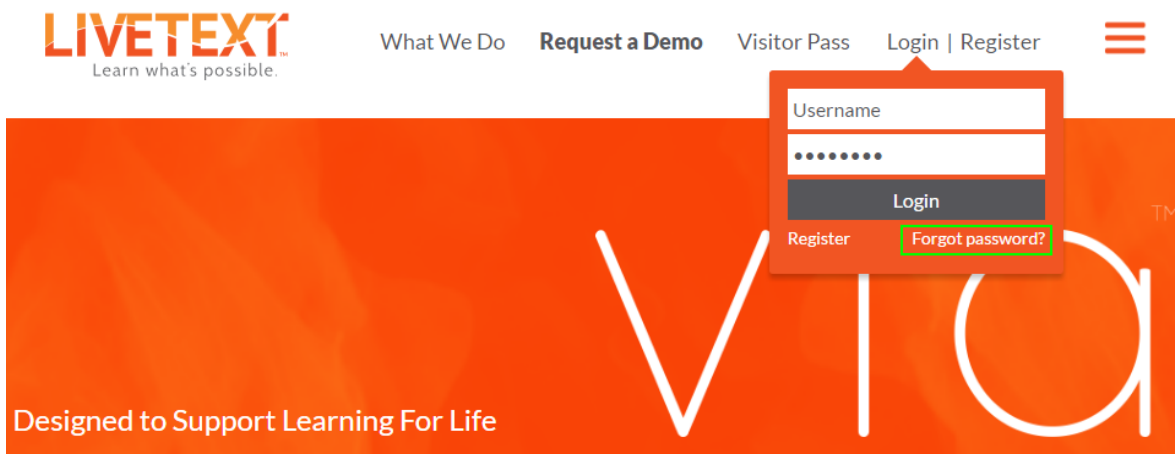 LIVETEXT™
Learn what's possible.
What We Do Request a Demo Visitor Pass Login | Register
Username
••••••••
Login
Register Forgot password?
via
TM
Designed to Support Learning For Life